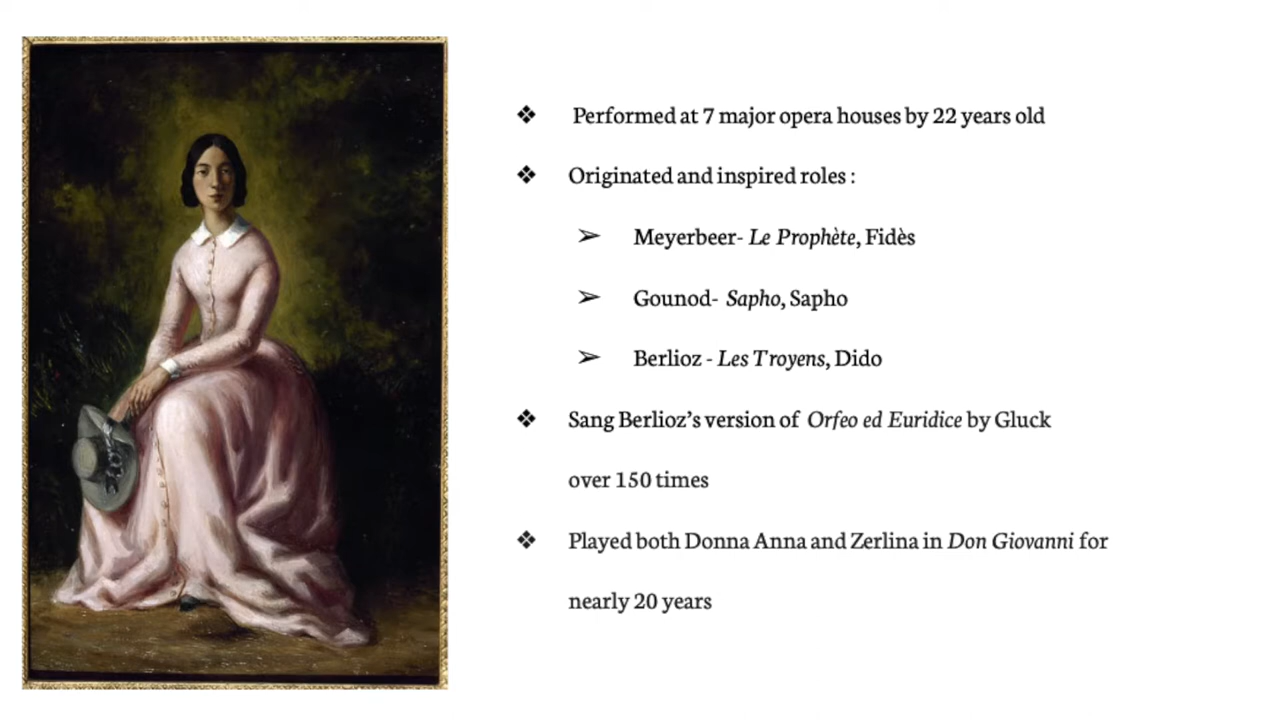 ❖ Performed at 7 major opera houses by 22 years old
❖ Originated and inspired roles :
➢ Meyerbeer- Le Prophète, Fidès
➢ Gounod- Sapho, Sapho
➢ Berlioz - Les Troyens, Dido
❖ Sang Berlioz’s version of Orfeo ed Euridice by Gluck
over 150 times
❖ Played both Donna Anna and Zerlina in Don Giovanni for
nearly 20 years